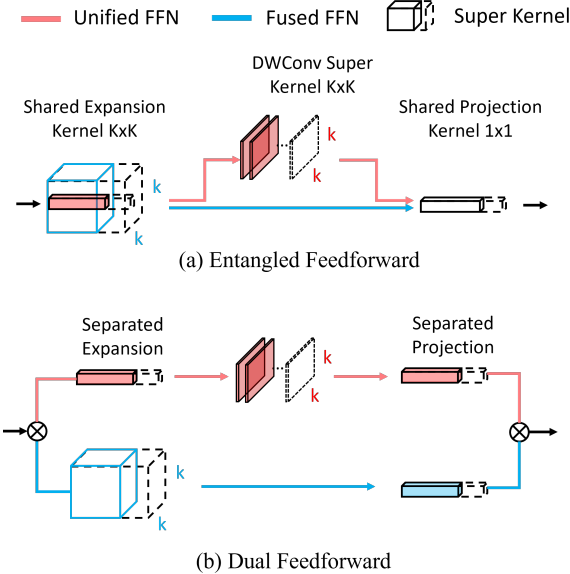 Unified FFN Fused FFN Super Kernel
DWConv Super
Kernel KxK
Shared Expansion
Kernel KxK
Shared Projection
Kernel 1x1
k
k
k
k
(a) Entangled Feedforward
Separated
Expansion
Separated
Projection
k
k
k
k
(b) Dual Feedforward